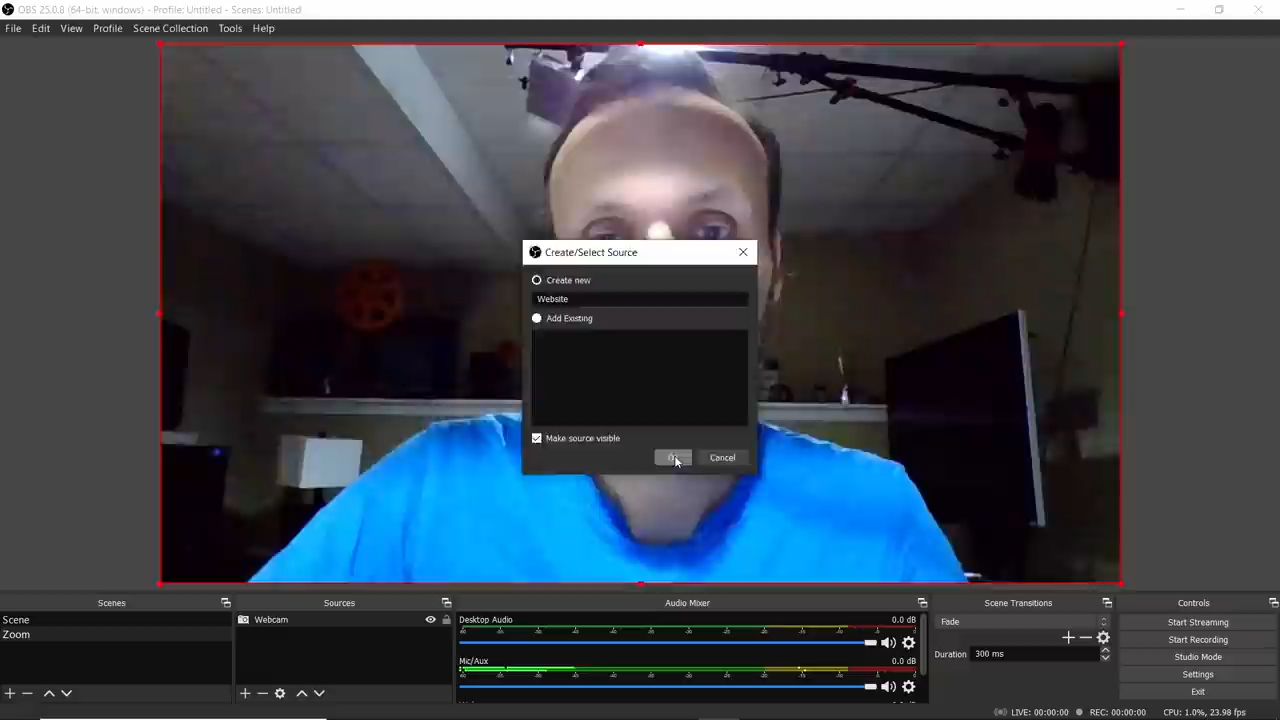 OBS 25.0.8 (64-bit, windows) - Profile: Untitled - Scenes: Untitled
File Edit View Profile Scene Collection Tools Help
Create/Select Source
Create new
Website
Add Existing
Make source visible
Cancel
Scenes Sources Audio Mixer Scene Transitions Controls
Scene
Zoom
Webcam
Desktop Audio 0.0 dB
Mic/Aux 0.0 dB
Fade
Duration 300 ms
Start Streaming
Start Recording
Studio Mode
Settings
Exit
LIVE: 00:00:00 REC: 00:00:00 CPU: 1.0%, 23.98 fps